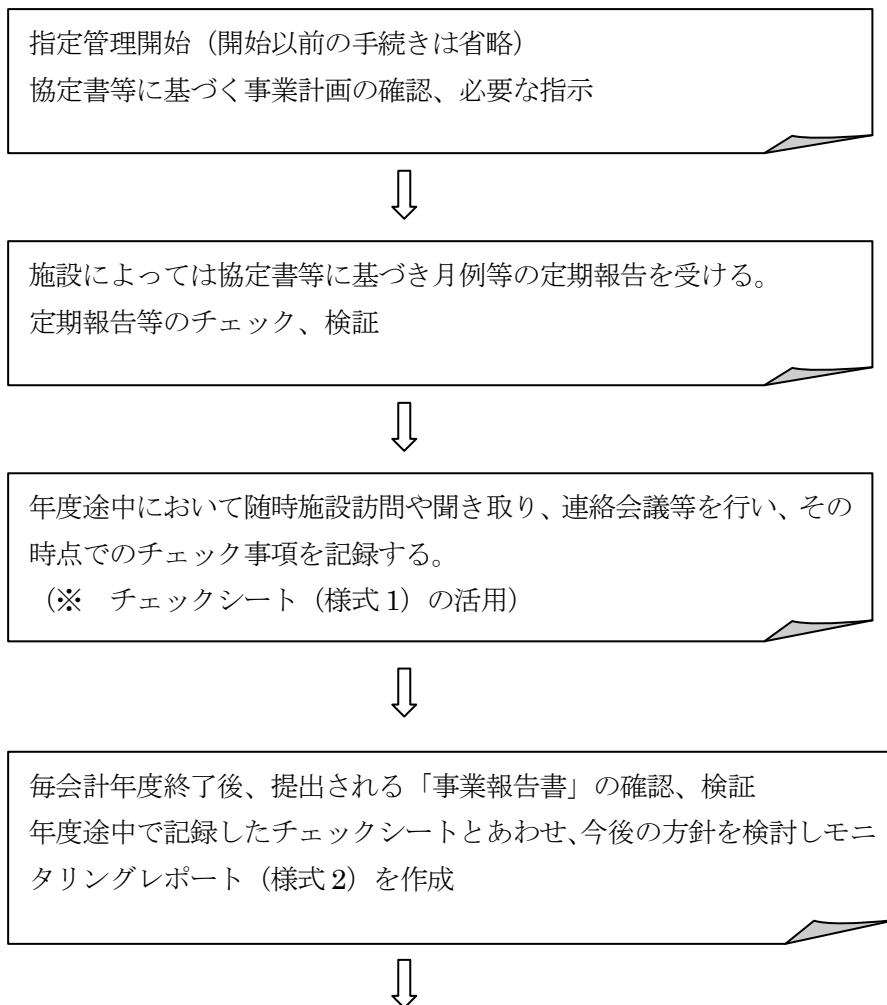 指定管理開始（開始以前の手続きは省略）
協定書等に基づく事業計画の確認、必要な指示
施設によっては協定書等に基づき月例等の定期報告を受ける。
定期報告等のチェック、検証
年度途中において随時施設訪問や聞き取り、連絡会議等を行い、その
時点でのチェック事項を記録する。
（※　チェックシート（様式1）の活用）
毎会計年度終了後、提出される「事業報告書」の確認、検証
年度途中で記録したチェックシートとあわせ、今後の方針を検討しモニ
タリングレポート（様式2）を作成